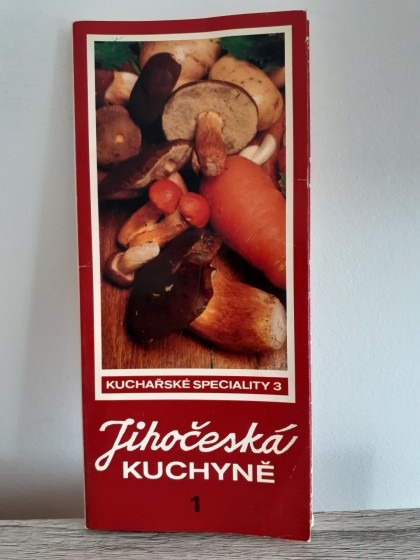 KUCHAŘSKÉ SPECIALITY 3
Jihočeská
KUCHYNĚ
1